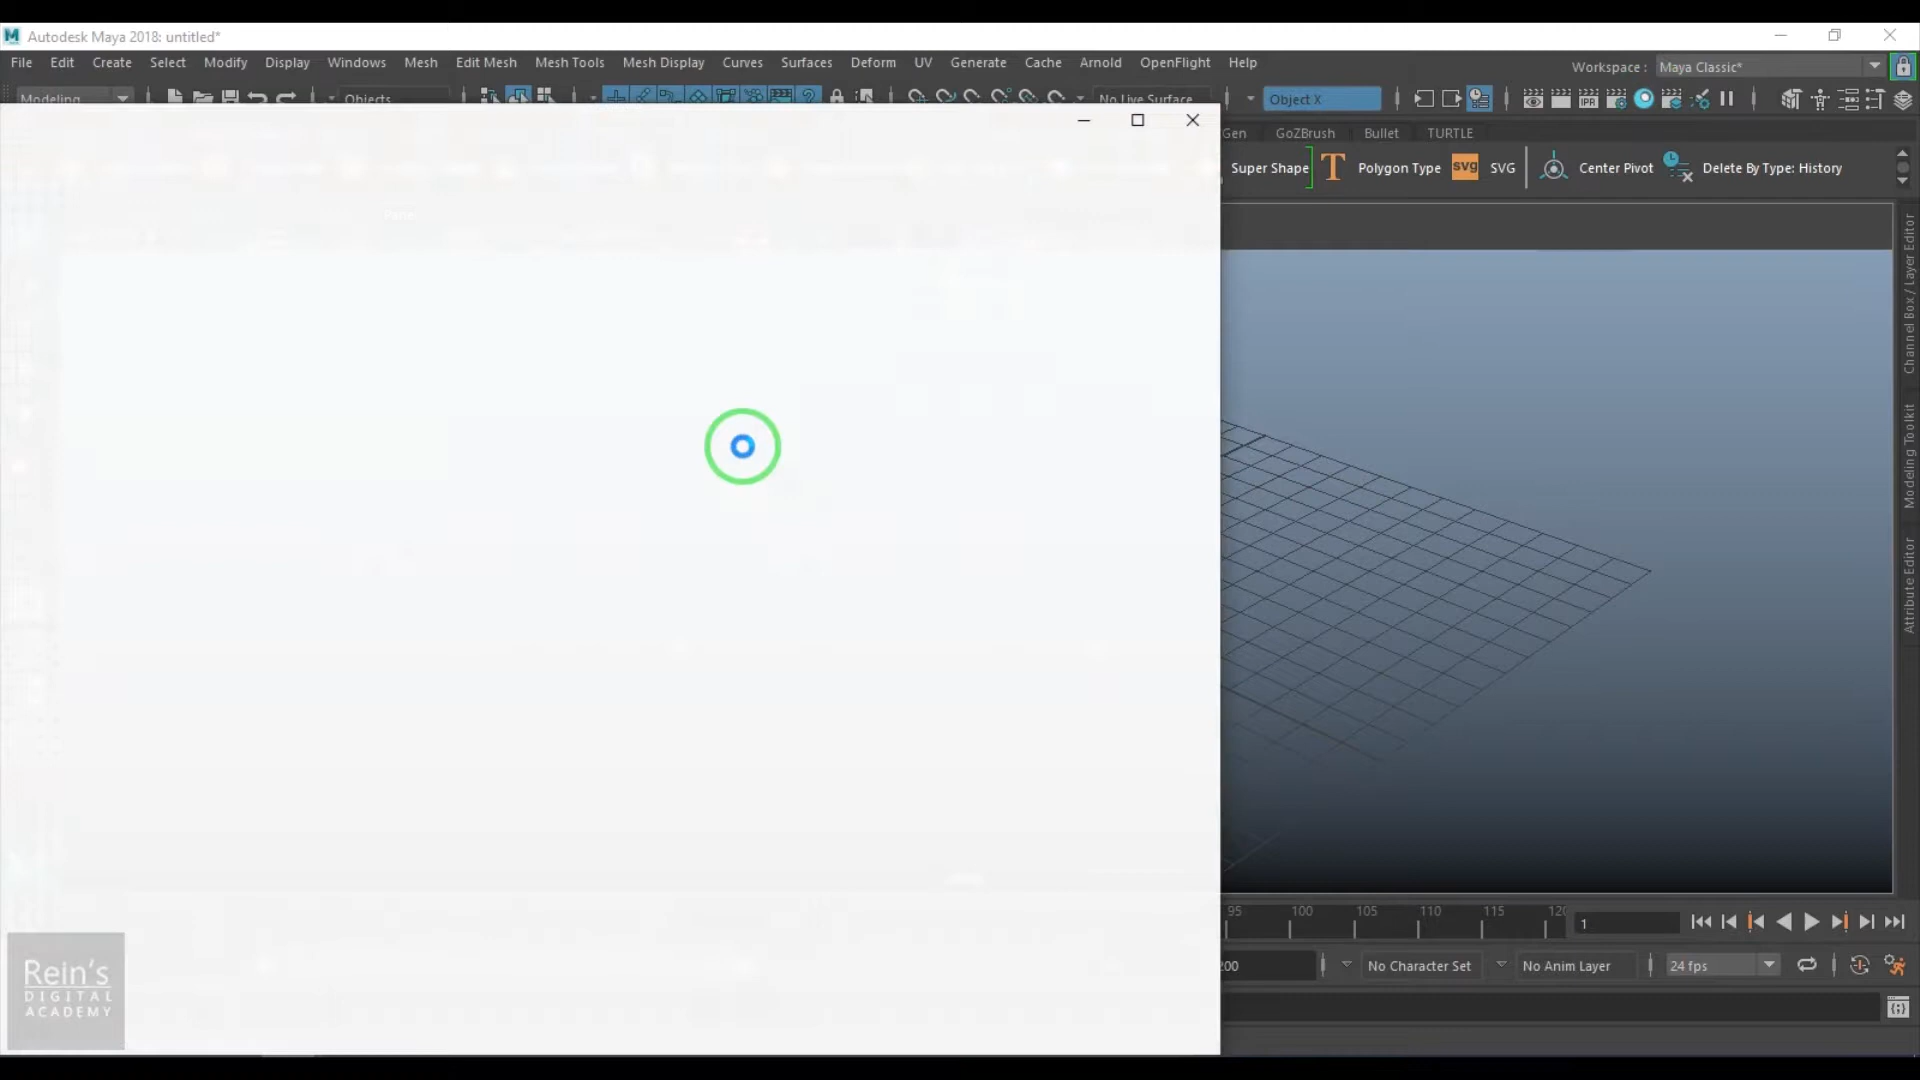 Autodesk Maya 2018: untitled*
File Edit Create Select Modify Display Windows Mesh Edit Mesh Mesh Tools Mesh Display Curves Surfaces Deform UV Generate Cache Arnold OpenFlight Help
Workspace : Maya Classic*
Modeling Objects No Live Surface Object X
IPR
Gen GoZBrush Bullet TURTLE
Super Shape Polygon Type svg SVG Center Pivot Delete By Type: History
Channel Box / Layer Editor
Modeling Toolkit
Attribute Editor
95 100 105 110 115 120 1
200 No Character Set No Anim Layer 24 fps
Rein's
DIGITAL
ACADEMY